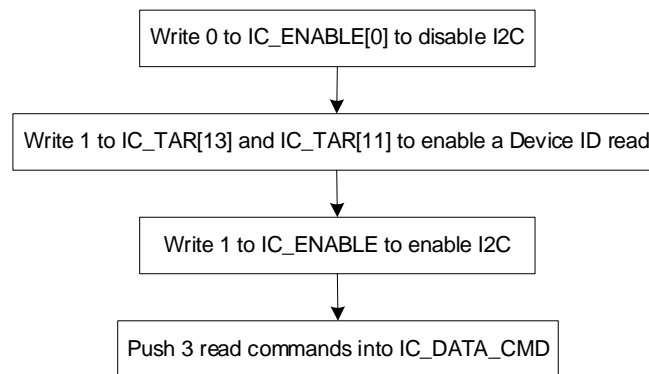 Write 0 to IC_ENABLE[0] to disable I2C
Write 1 to IC_TAR[13] and IC_TAR[11] to enable a Device ID read
Write 1 to IC_ENABLE to enable I2C
Push 3 read commands into IC_DATA_CMD